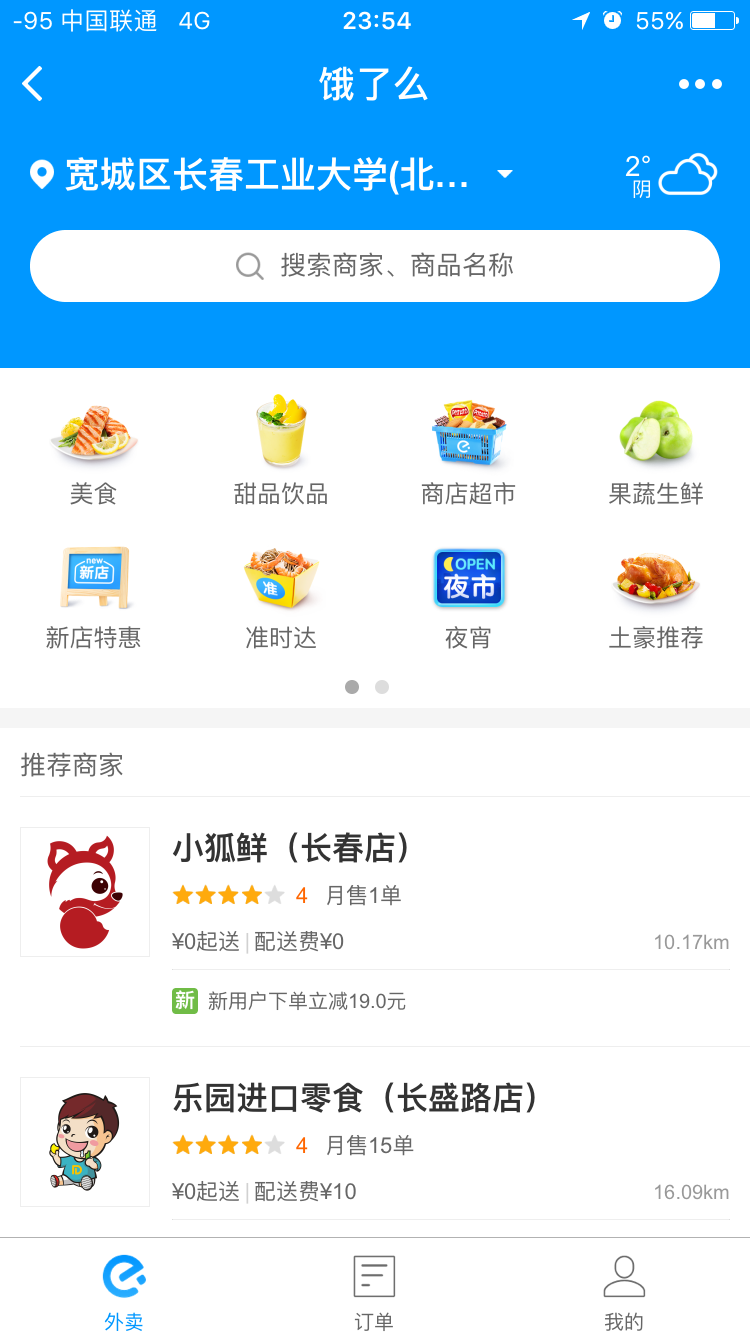 -95 中国联通 4G 23:54 55%
饿了么
宽城区长春工业大学(北... 2°
阴
搜索商家、商品名称
美食 甜品饮品 商店超市 果蔬生鲜
new
新店
准
OPEN
夜市
新店特惠 准时达 夜宵 土豪推荐
推荐商家
小狐鲜（长春店）
4 月售1单
¥0起送 | 配送费¥0 10.17km
新 新用户下单立减19.0元
乐园进口零食（长盛路店）
4 月售15单
¥0起送 | 配送费¥10 16.09km
外卖 订单 我的